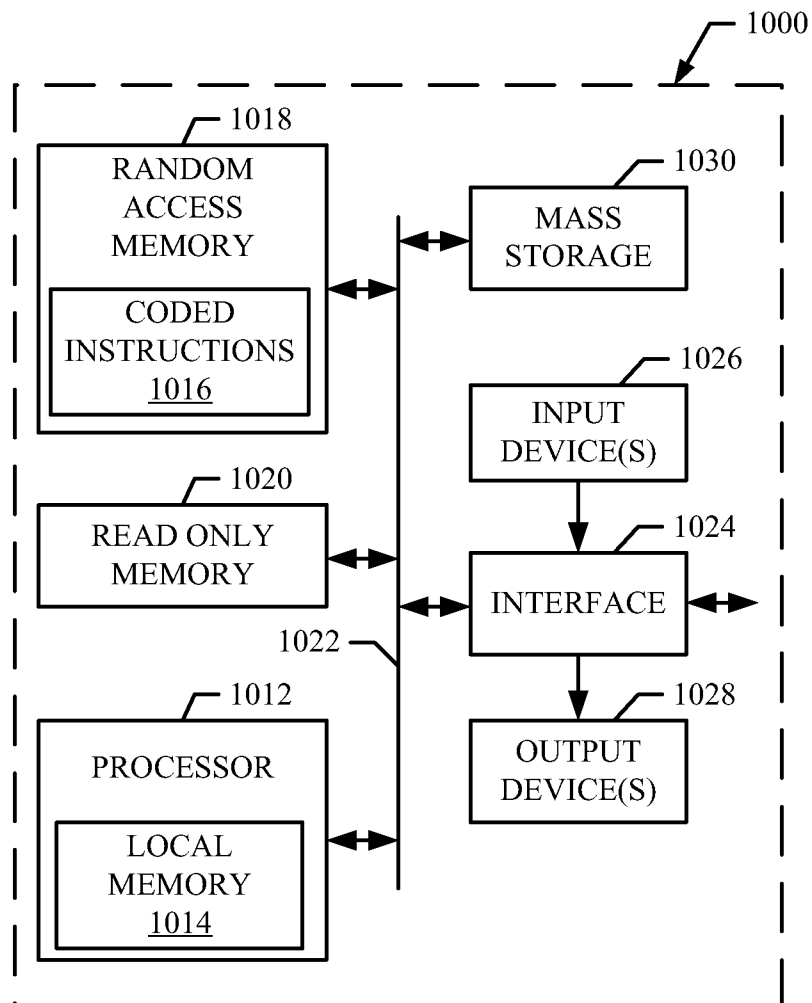 1000
1018
RANDOM
ACCESS
MEMORY
CODED
INSTRUCTIONS
1016
1030
MASS
STORAGE
1026
INPUT
DEVICE(S)
1020
READ ONLY
MEMORY
1024
INTERFACE
1022
1012
PROCESSOR
LOCAL
MEMORY
1014
1028
OUTPUT
DEVICE(S)